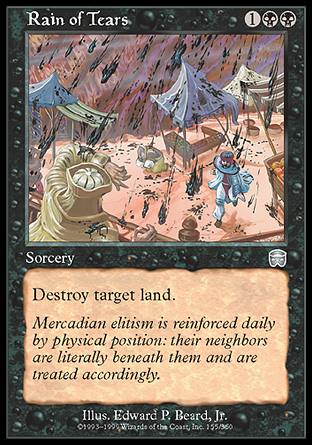 Rain of Tears 1
Sorcery
Destroy target land.
Mercadian elitism is reinforced daily
by physical position: their neighbors
are literally beneath them and are
treated accordingly.
Illus. Edward P. Beard, Jr.
©1993–1999 Wizards of the Coast, Inc. 155/350